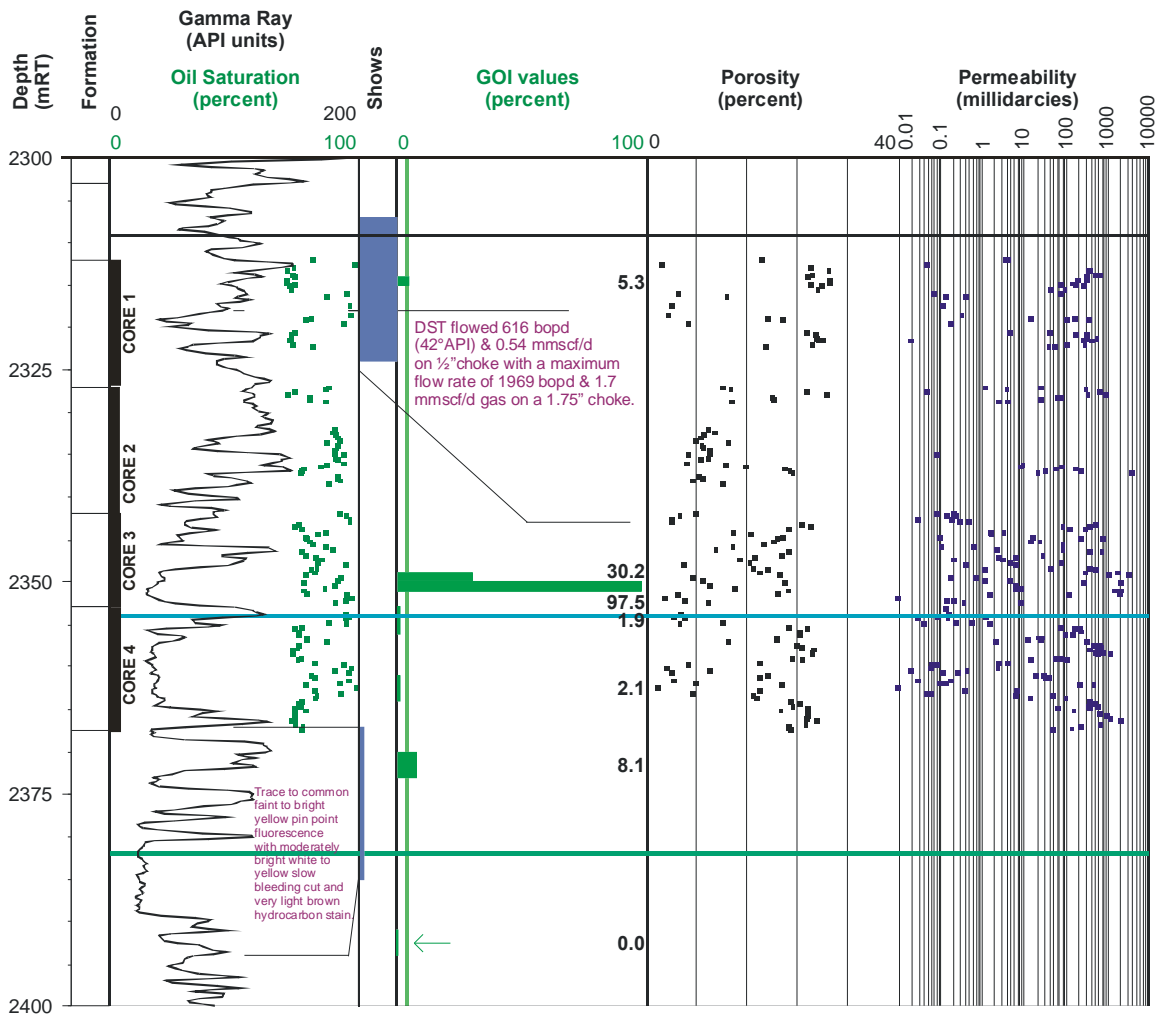 Depth
(mRT)
Formation
Gamma Ray
(API units)
Oil Saturation
(percent)
Shows
GOI values
(percent)
Porosity
(percent)
Permeability
(millidarcies)
0
200
0
100
0
100
0
40
0.01
0.1
1
10
100
1000
10000
2300
2325
2350
2375
2400
CORE 1
CORE 2
CORE 3
CORE 4
DST flowed 616 bopd
(42°API) & 0.54 mmscf/d
on ½”choke with a maximum
flow rate of 1969 bopd & 1.7
mmscf/d gas on a 1.75” choke.
5.3
30.2
97.5
1.9
2.1
8.1
0.0
Trace to common
faint to bright
yellow pin point
fluorescence
with moderately
bright white to
yellow slow
bleeding cut and
very light brown
hydrocarbon stain.